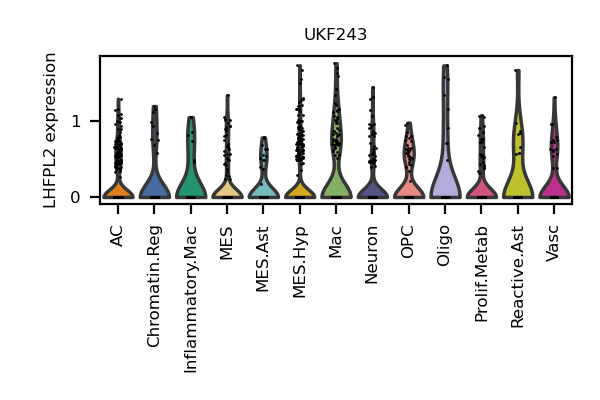 UKF243
LHFPL2 expression
1
0
AC
Chromatin.Reg
Inflammatory.Mac
MES
MES.Ast
MES.Hyp
Mac
Neuron
OPC
Oligo
Prolif.Metab
Reactive.Ast
Vasc